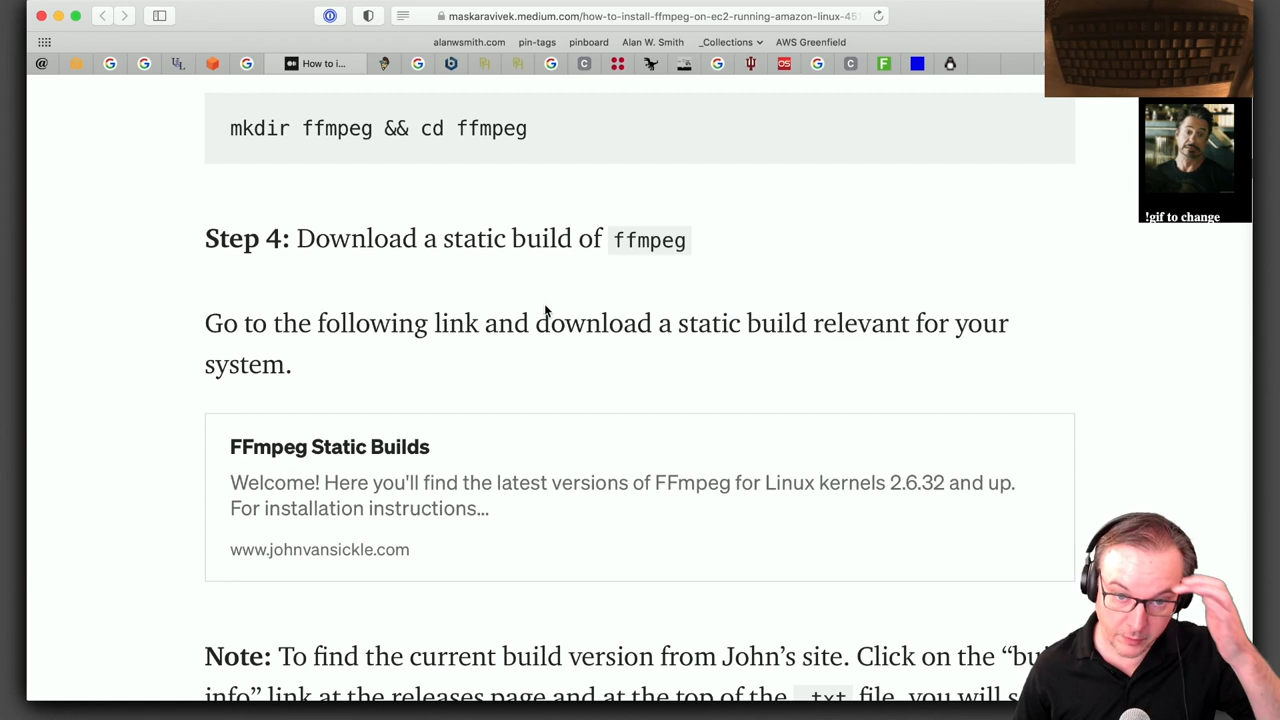 maskaravivek.medium.com/how-to-install-ffmpeg-on-ec2-running-amazon-linux-451
alanwsmith.com pin-tags pinboard Alan W. Smith _Collections AWS Greenfield
How to i...
mkdir ffmpeg && cd ffmpeg
!gif to change
Step 4: Download a static build of ffmpeg
Go to the following link and download a static build relevant for your
system.
FFmpeg Static Builds
Welcome! Here you'll find the latest versions of FFmpeg for Linux kernels 2.6.32 and up.
For installation instructions...
www.johnvansickle.com
Note: To find the current build version from John's site. Click on the “bu
info” link at the releases page and at the top of the .txt file, you will s